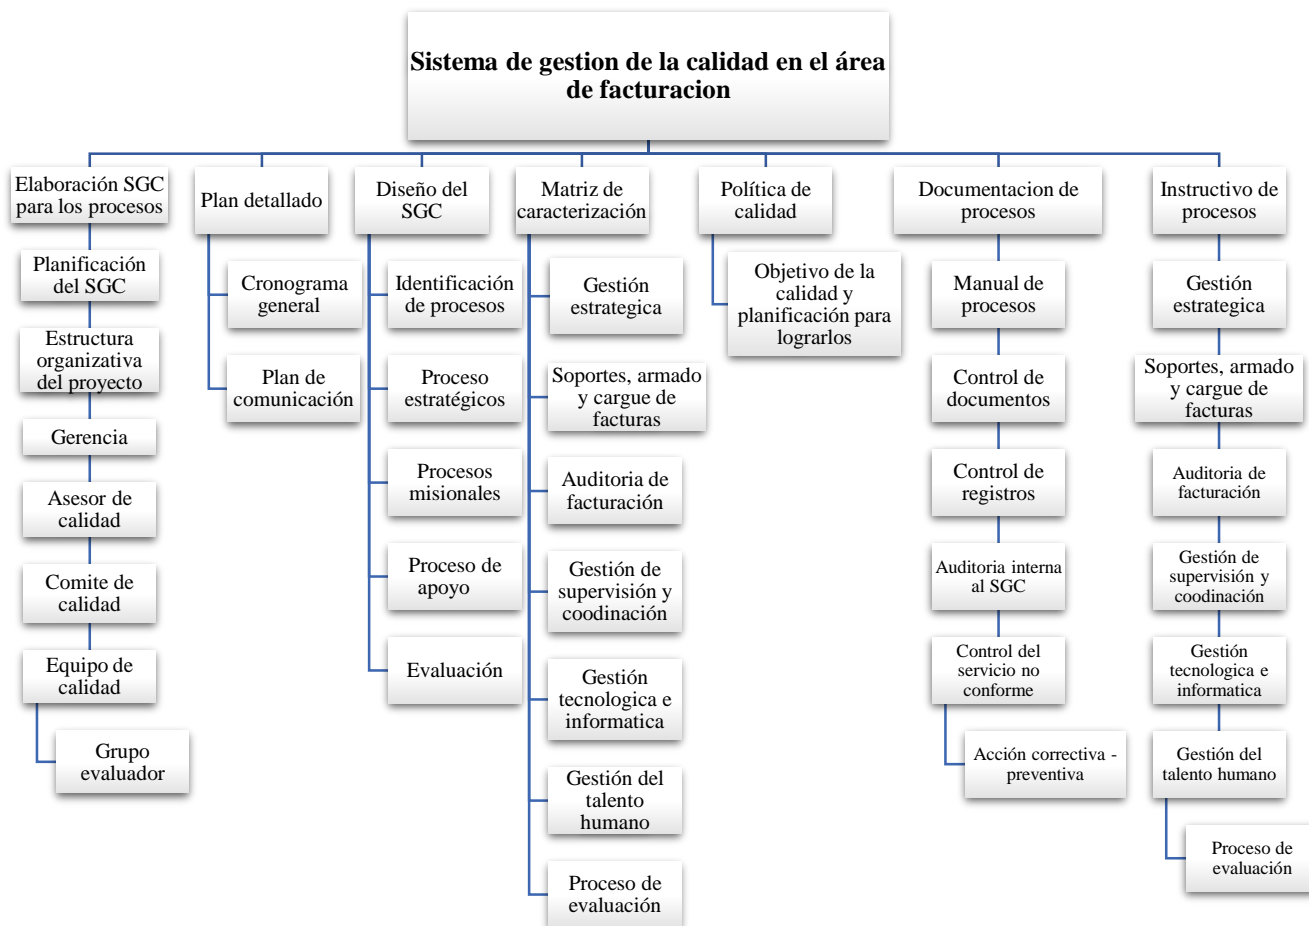 Sistema de gestion de la calidad en el área
de facturacion
Elaboración SGC
para los procesos
Planificación
del SGC
Estructura
organizativa
del proyecto
Gerencia
Asesor de
calidad
Comite de
calidad
Equipo de
calidad
Grupo
evaluador
Plan detallado
Cronograma
general
Plan de
comunicación
Diseño del
SGC
Identificación
de procesos
Proceso
estratégicos
Procesos
misionales
Proceso de
apoyo
Evaluación
Matriz de
caracterización
Gestión
estrategica
Soportes, armado
y cargue de
facturas
Auditoria de
facturación
Gestión de
supervisión y
coodinación
Gestión
tecnologica e
informatica
Gestión del
talento
humano
Proceso de
evaluación
Política de
calidad
Objetivo de la
calidad y
planificación para
lograrlos
Documentacion de
procesos
Manual de
procesos
Control de
documentos
Control de
registros
Auditoria interna
al SGC
Control del
servicio no
conforme
Acción correctiva -
preventiva
Instructivo de
procesos
Gestión
estrategica
Soportes, armado
y cargue de
facturas
Auditoria de
facturación
Gestión de
supervisión y
coodinación
Gestión
tecnologica e
informatica
Gestión del
talento humano
Proceso de
evaluación